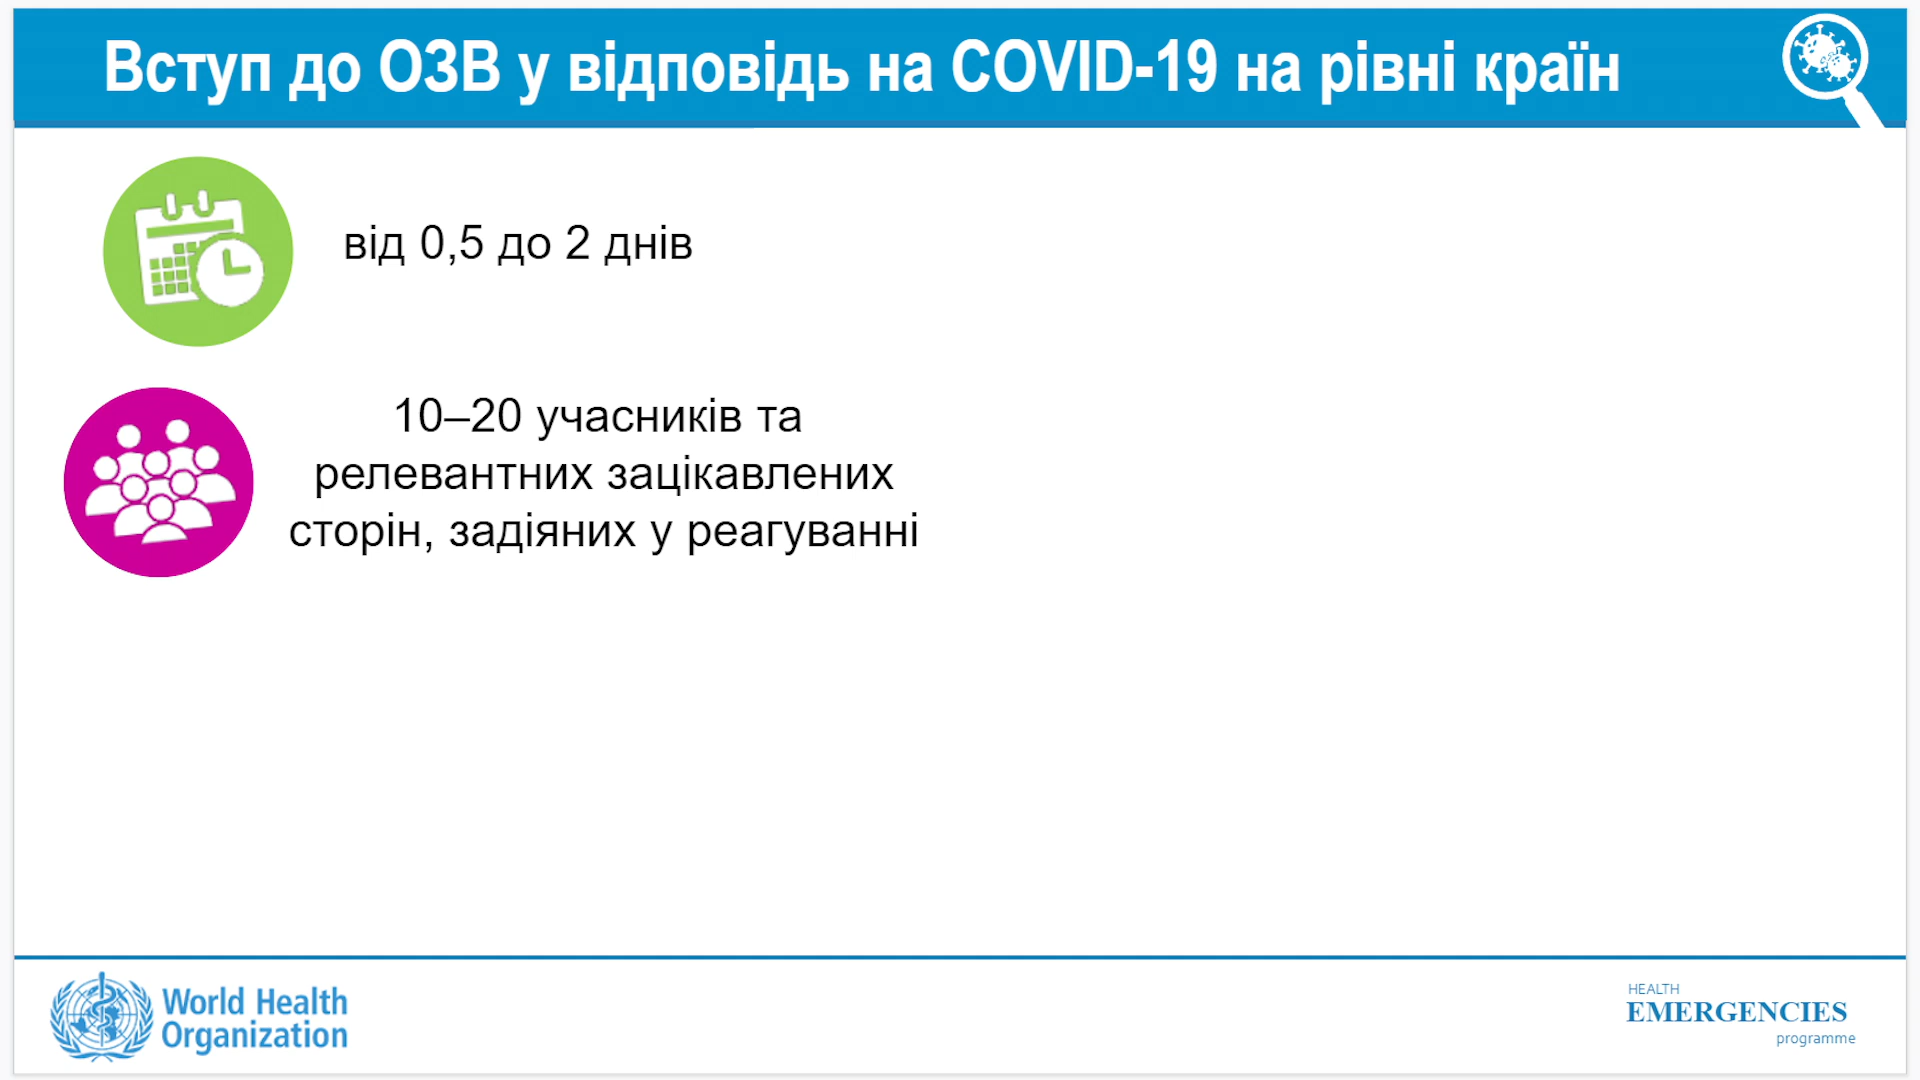 Вступ до ОЗВ у відповідь на COVID-19 на рівні країн
від 0,5 до 2 днів
10–20 учасників та
релевантних зацікавлених
сторін, задіяних у реагуванні
World Health
Organization
HEALTH
EMERGENCIES
programme